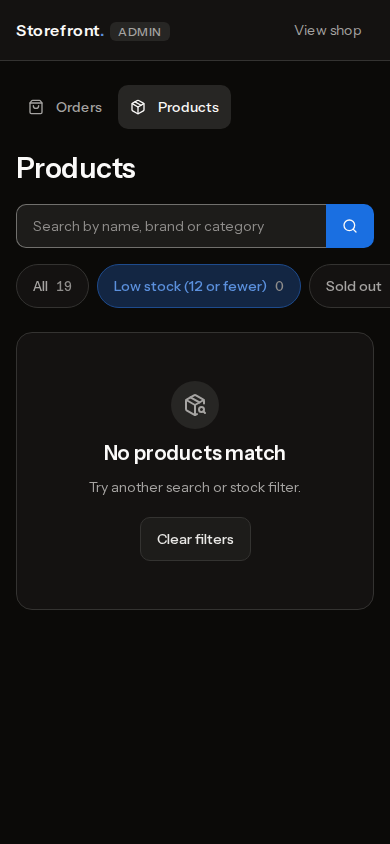 Storefront. ADMIN View shop
Orders Products
Products
Search by name, brand or category
All 19 Low stock (12 or fewer) 0 Sold out
No products match
Try another search or stock filter.
Clear filters